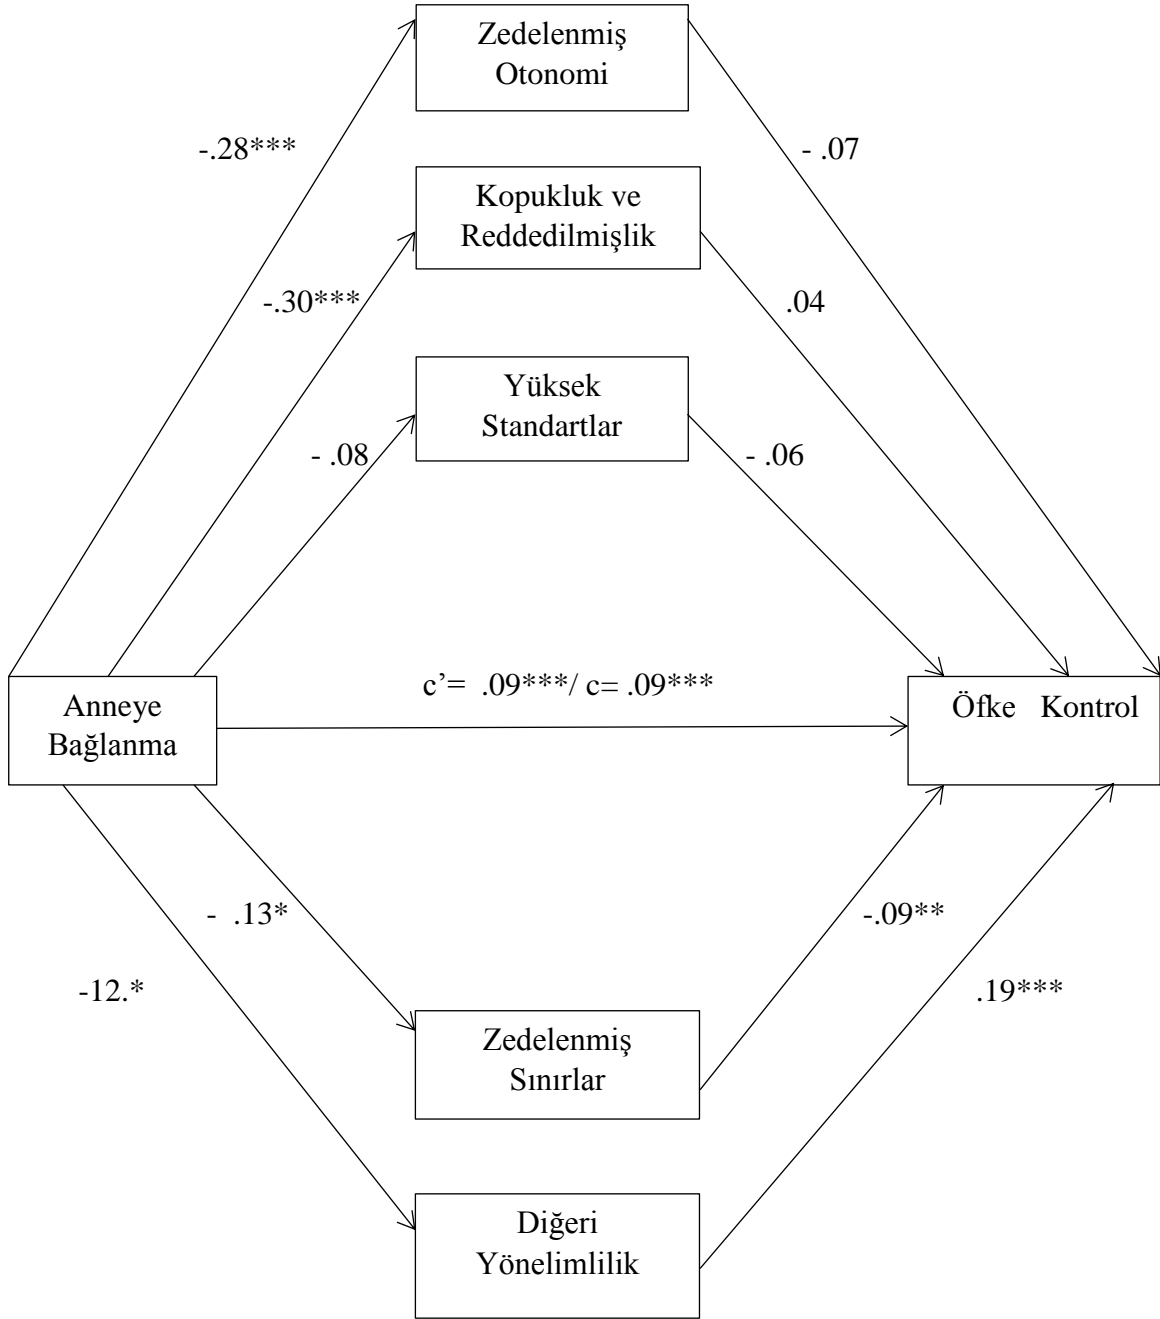 Zedelenmiş
Otonomi
-.28***
- .07
Kopukluk ve
Reddedilmişlik
-.30***
.04
Yüksek
Standartlar
- .08
- .06
c’= .09***/ c= .09***
Anneye
Bağlanma
Öfke Kontrol
- .13*
-.09**
-12.*
.19***
Zedelenmiş
Sınırlar
Diğeri
Yönelimlilik